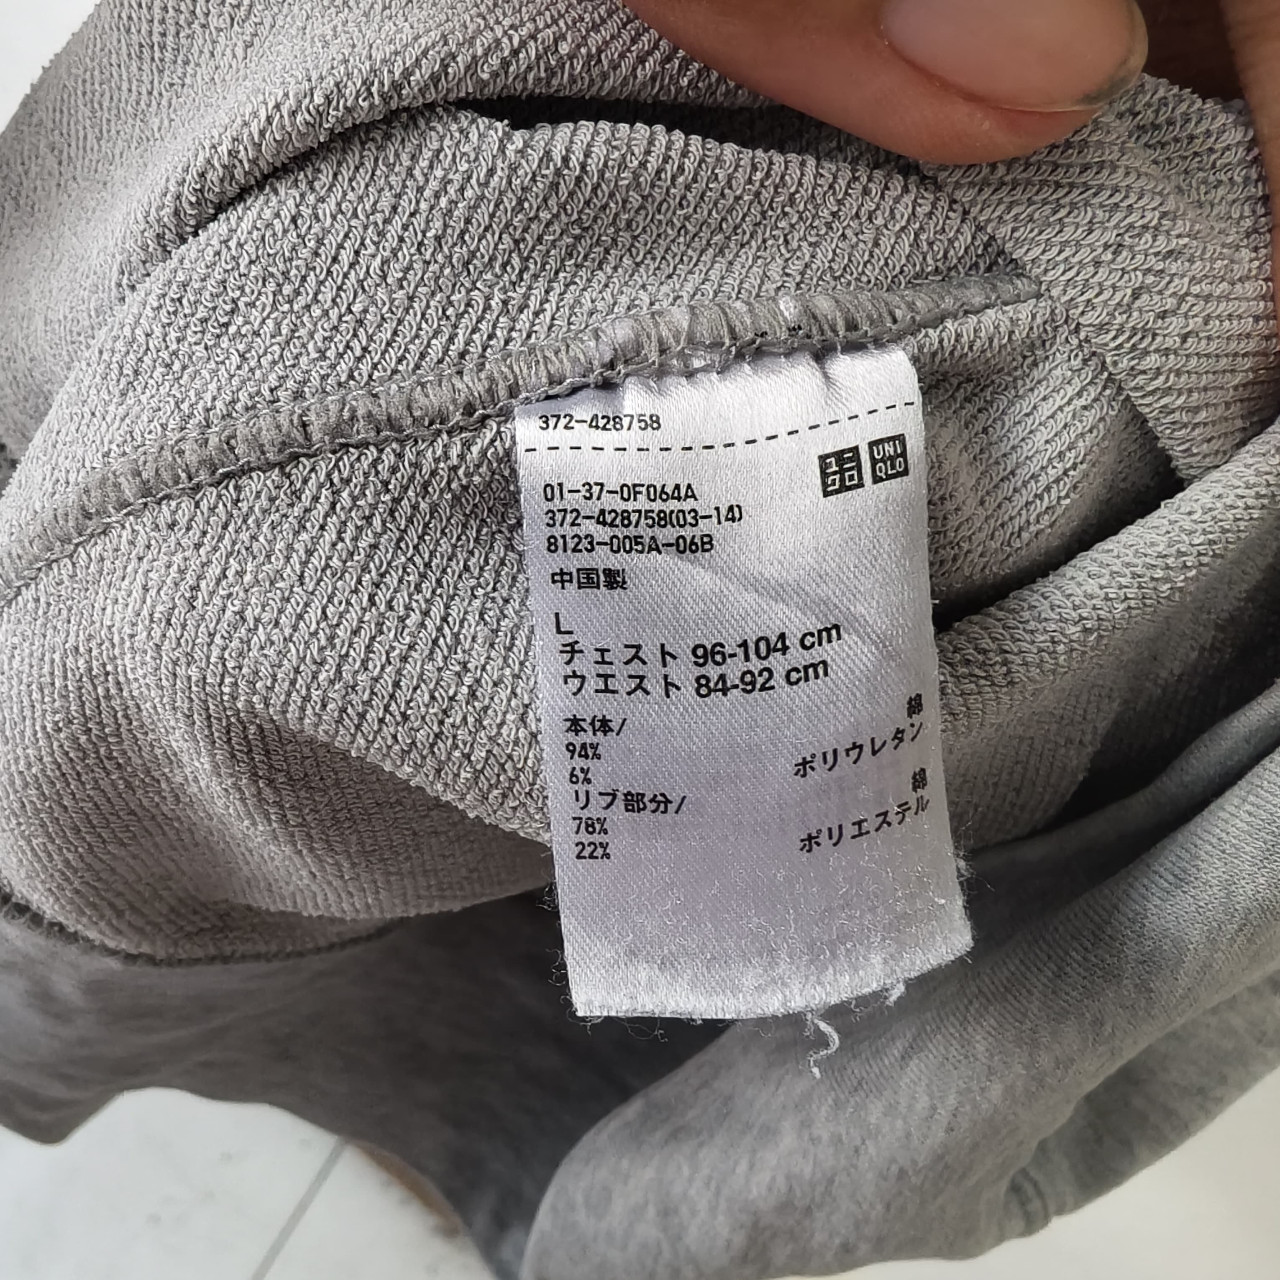 372-428758
ユニ
クロ
UNI
QLO
01-37-0F064A
372-428758(03-14)
8123-005A-06B
中国製
L
チェスト 96-104 cm
ウエスト 84-92 cm
本体/
94% 綿
6% ポリウレタン
リブ部分/
78% 綿
22% ポリエステル